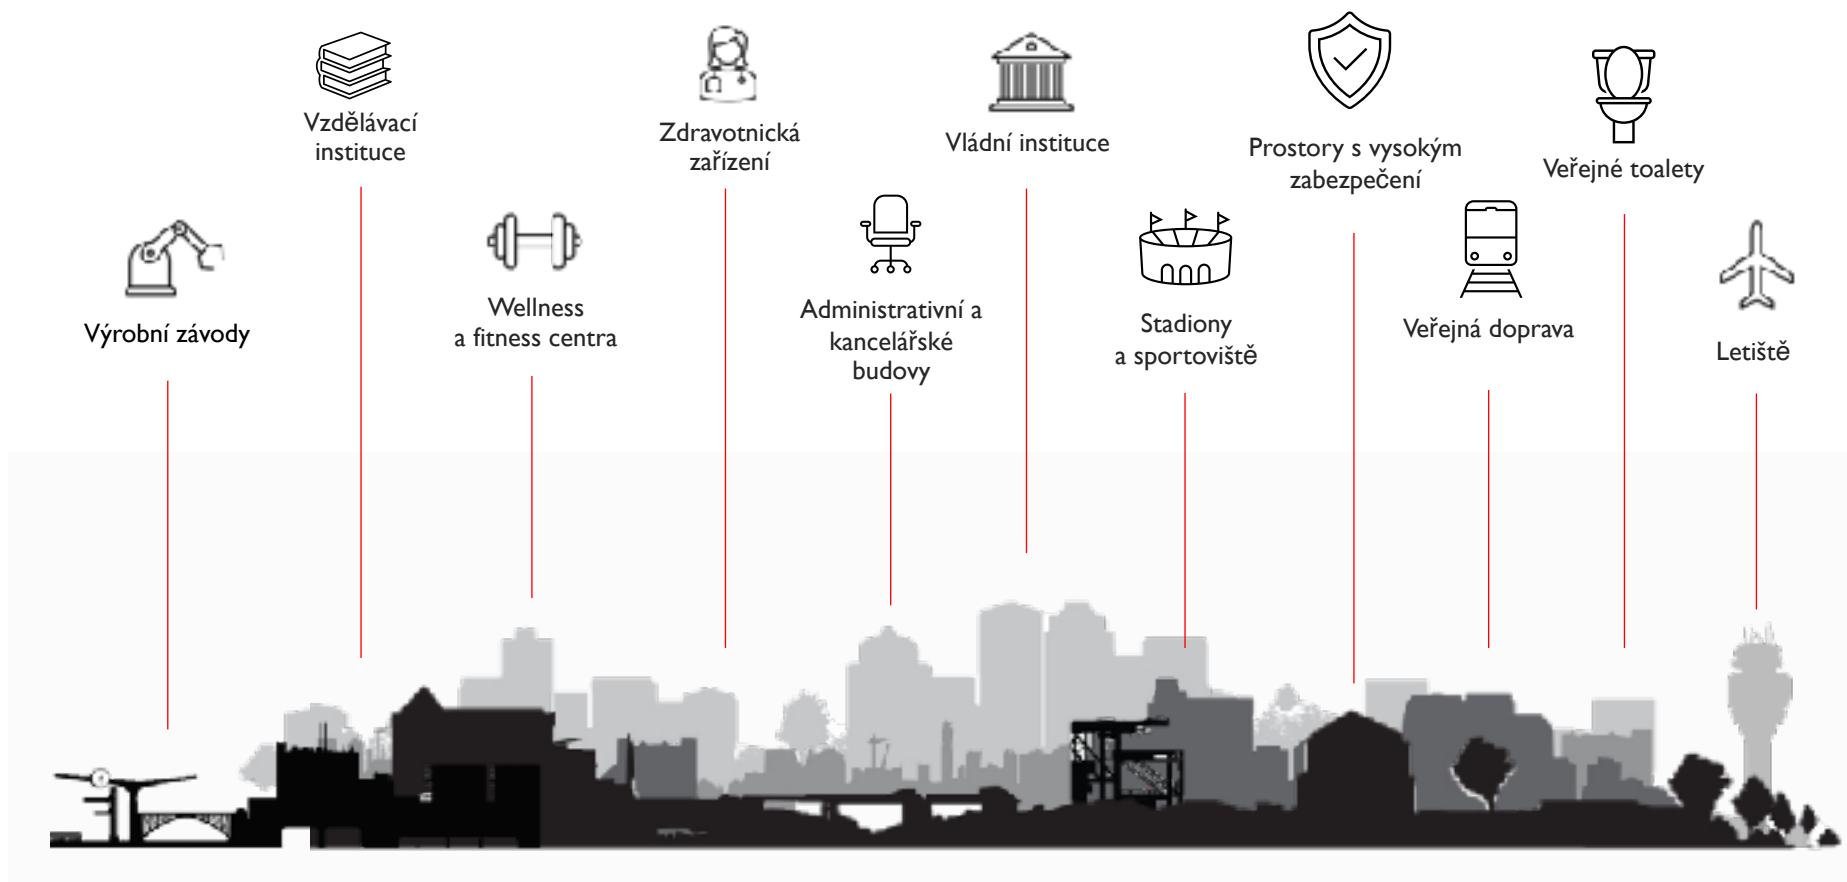 Výrobní závody
Vzdělávací
instituce
Wellness
a fitness centra
Zdravotnická
zařízení
Administrativní a
kancelářské
budovy
Vládní instituce
Stadiony
a sportoviště
Prostory s vysokým
zabezpečení
Veřejná doprava
Veřejné toalety
Letiště